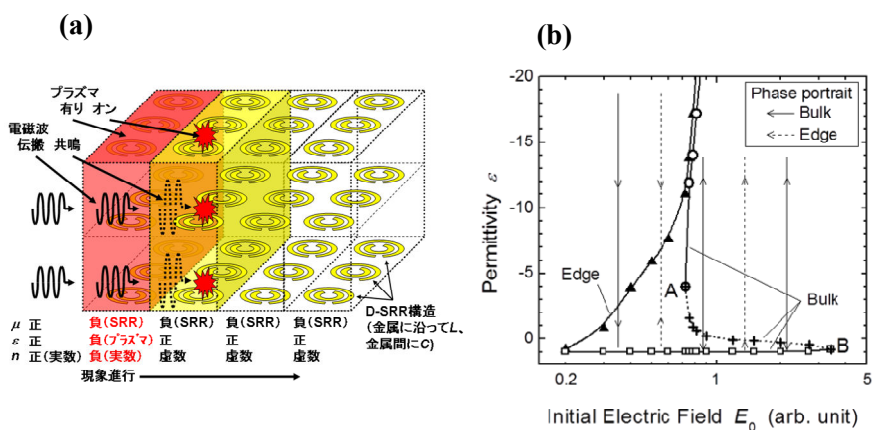 (a)
プラズマ
有り オン
電磁波
伝搬 共鳴
D-SRR構造
(金属に沿ってL、
金属間にC)
μ 正 負(SRR) 負(SRR) 負(SRR) 負(SRR)
ε 正 負(プラズマ) 正 正 正
n 正(実数) 負(実数) 虚数 虚数 虚数
現象進行
(b)
-20
-15
-10
-5
0
Permittivity ε
Phase portrait
Bulk
Edge
Edge
A
Bulk
B
0.2 1 5
Initial Electric Field E0 (arb. unit)